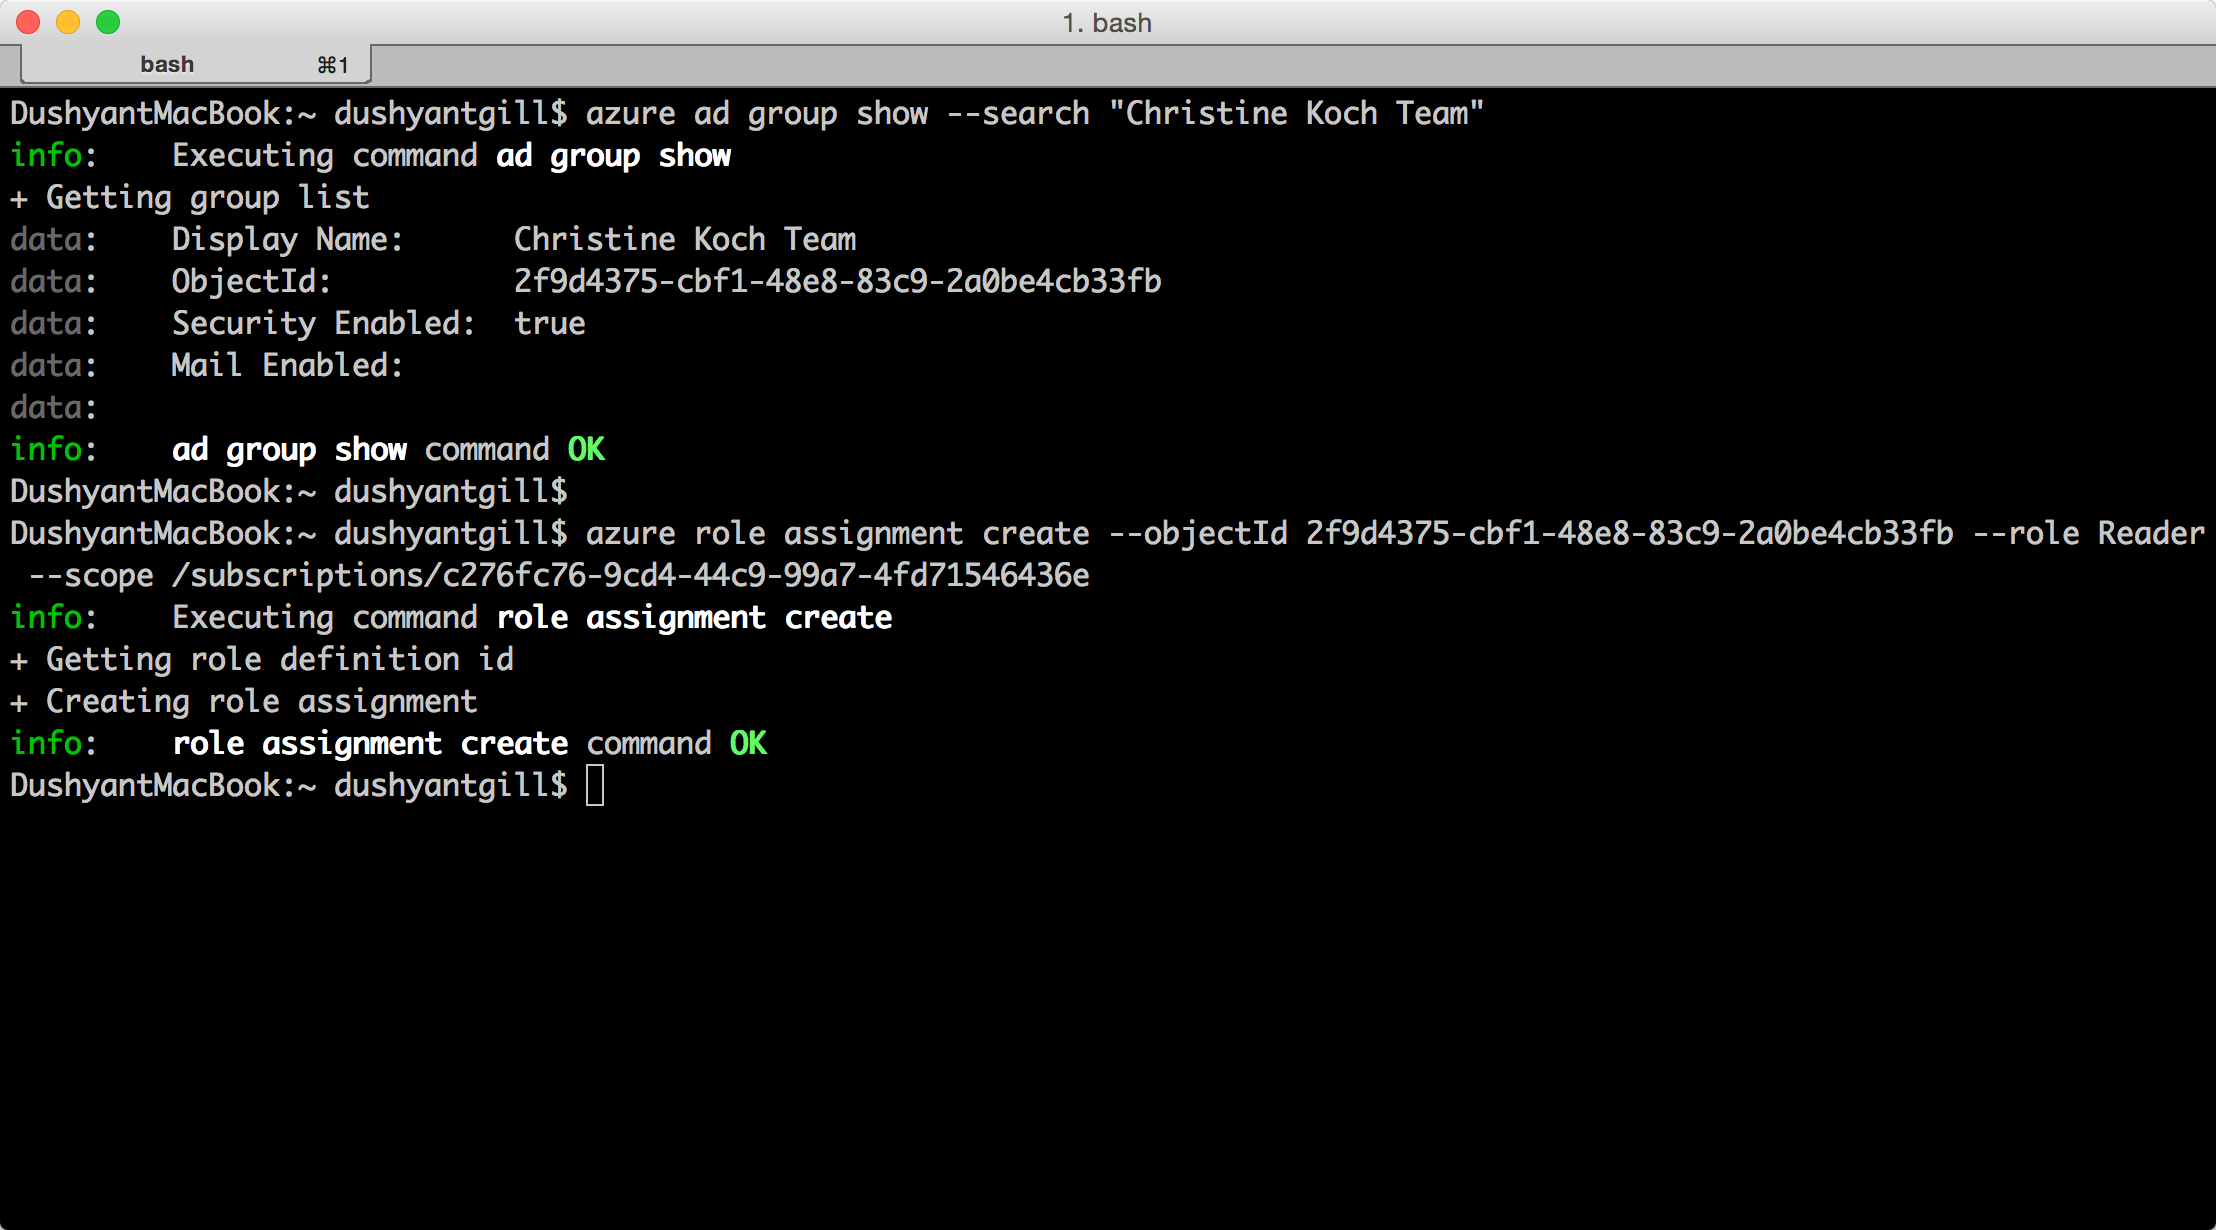 1. bash
bash ⌘1
DushyantMacBook:~ dushyantgill$ azure ad group show --search "Christine Koch Team"
info:    Executing command ad group show
+ Getting group list
data:    Display Name:      Christine Koch Team
data:    ObjectId:          2f9d4375-cbf1-48e8-83c9-2a0be4cb33fb
data:    Security Enabled:  true
data:    Mail Enabled:
data:
info:    ad group show command OK
DushyantMacBook:~ dushyantgill$
DushyantMacBook:~ dushyantgill$ azure role assignment create --objectId 2f9d4375-cbf1-48e8-83c9-2a0be4cb33fb --role Reader
 --scope /subscriptions/c276fc76-9cd4-44c9-99a7-4fd71546436e
info:    Executing command role assignment create
+ Getting role definition id
+ Creating role assignment
info:    role assignment create command OK
DushyantMacBook:~ dushyantgill$